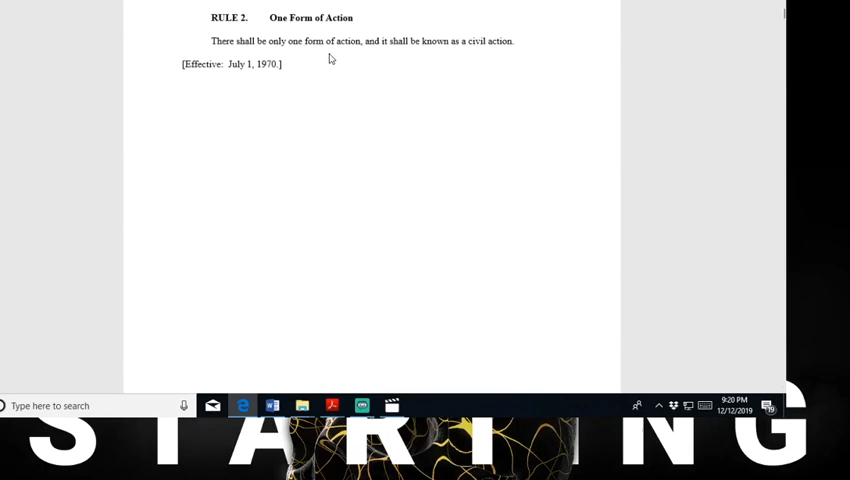 RULE 2. One Form of Action
There shall be only one form of action, and it shall be known as a civil action.
[Effective: July 1, 1970.]
Type here to search
9:20 PM
12/12/2019
19
STARTING